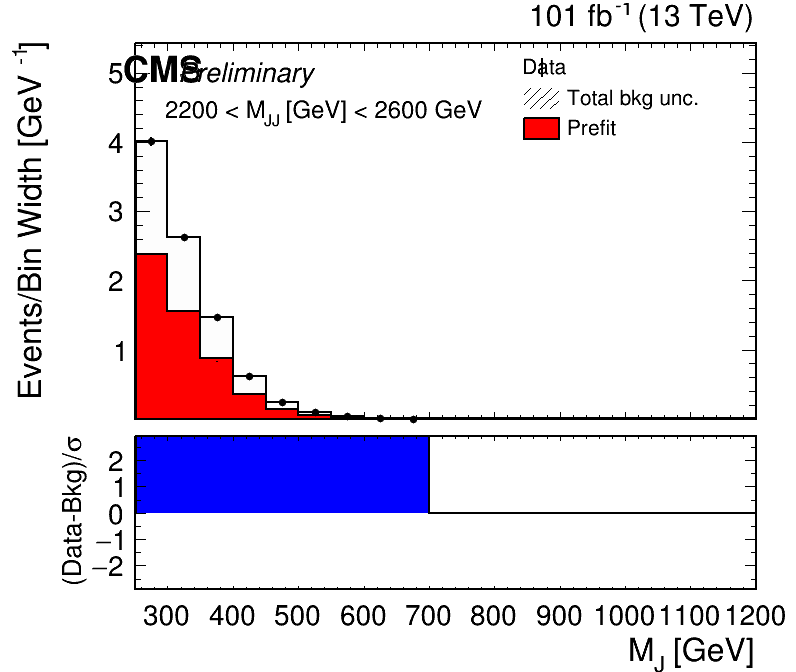 101 fb⁻¹ (13 TeV)
CMS Preliminary
2200 < M_JJ [GeV] < 2600 GeV
Data
Total bkg unc.
Prefit
Events/Bin Width [GeV⁻¹]
5
4
3
2
1
(Data-Bkg)/σ
2
1
0
−1
−2
300 400 500 600 700 800 900 1000 1100 1200
M_J [GeV]